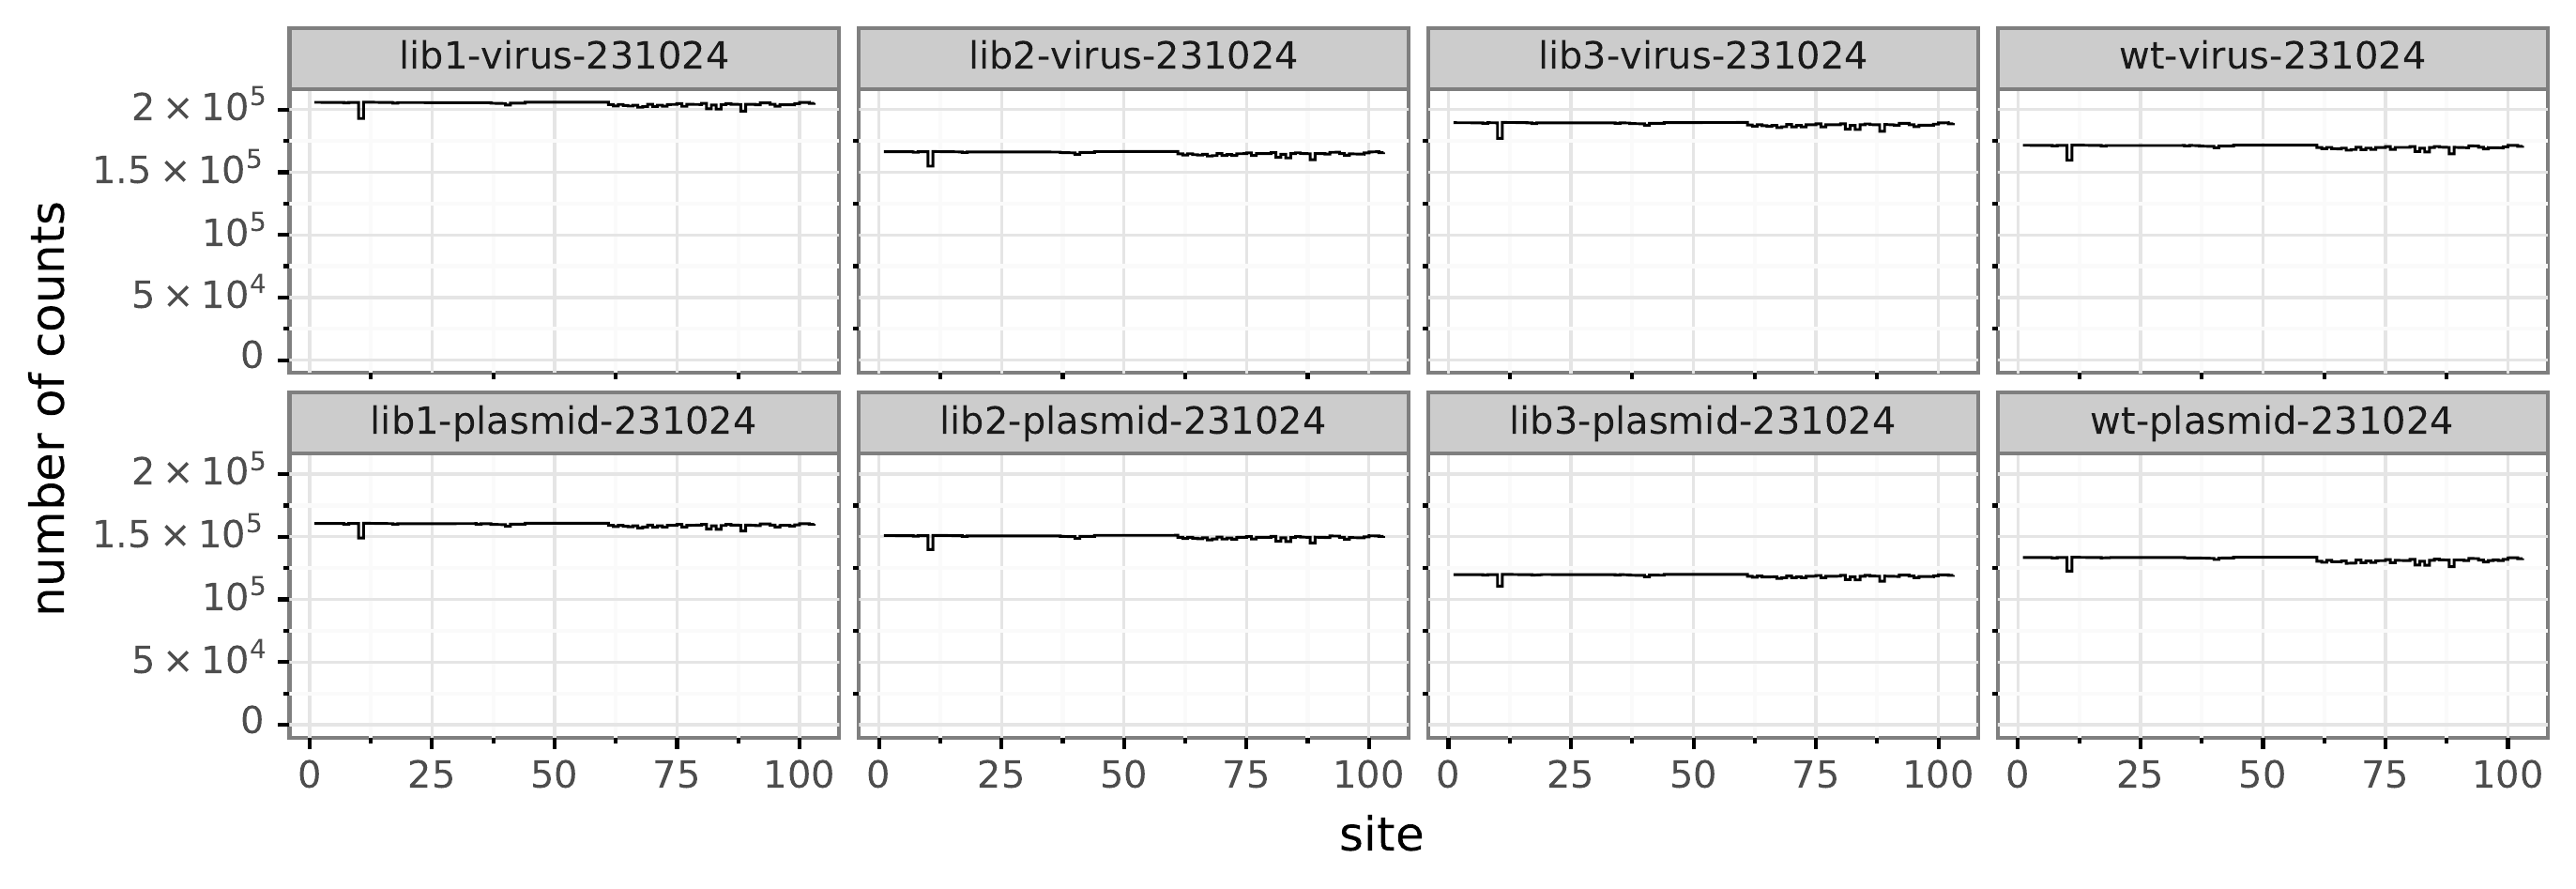 lib1-virus-231024 lib2-virus-231024 lib3-virus-231024 wt-virus-231024
2 × 10⁵
1.5 × 10⁵
10⁵
5 × 10⁴
0
number of counts
lib1-plasmid-231024 lib2-plasmid-231024 lib3-plasmid-231024 wt-plasmid-231024
2 × 10⁵
1.5 × 10⁵
10⁵
5 × 10⁴
0
0 25 50 75 100 0 25 50 75 100 0 25 50 75 100 0 25 50 75 100
site